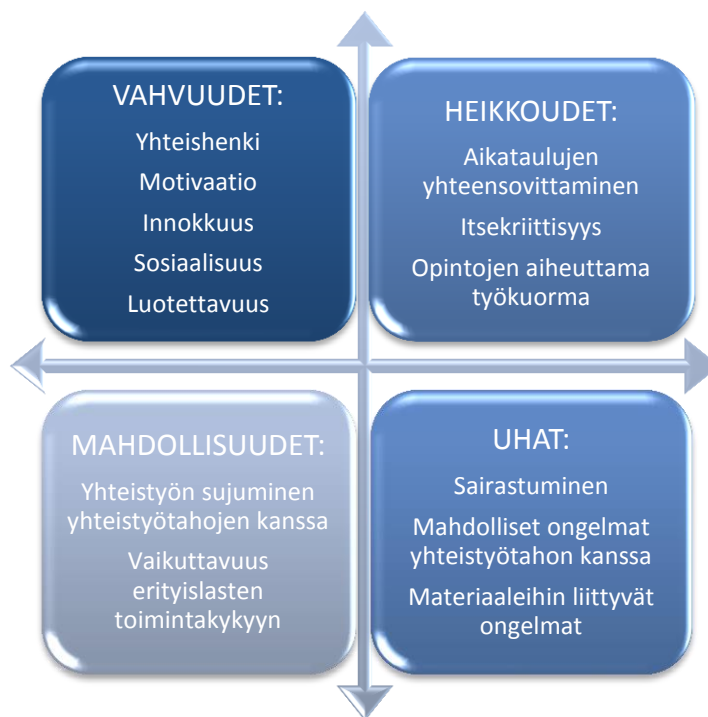 VAHVUUDET:
Yhteishenki
Motivaatio
Innokkuus
Sosiaalisuus
Luotettavuus
HEIKKOUDET:
Aikataulujen
yhteensovittaminen
Itsekriittisyys
Opintojen aiheuttama
työkuorma
MAHDOLLISUUDET:
Yhteistyön sujuminen
yhteistyötahojen kanssa
Vaikuttavuus
erityislasten
toimintakykyyn
UHAT:
Sairastuminen
Mahdolliset ongelmat
yhteistyötahon kanssa
Materiaaleihin liittyvät
ongelmat